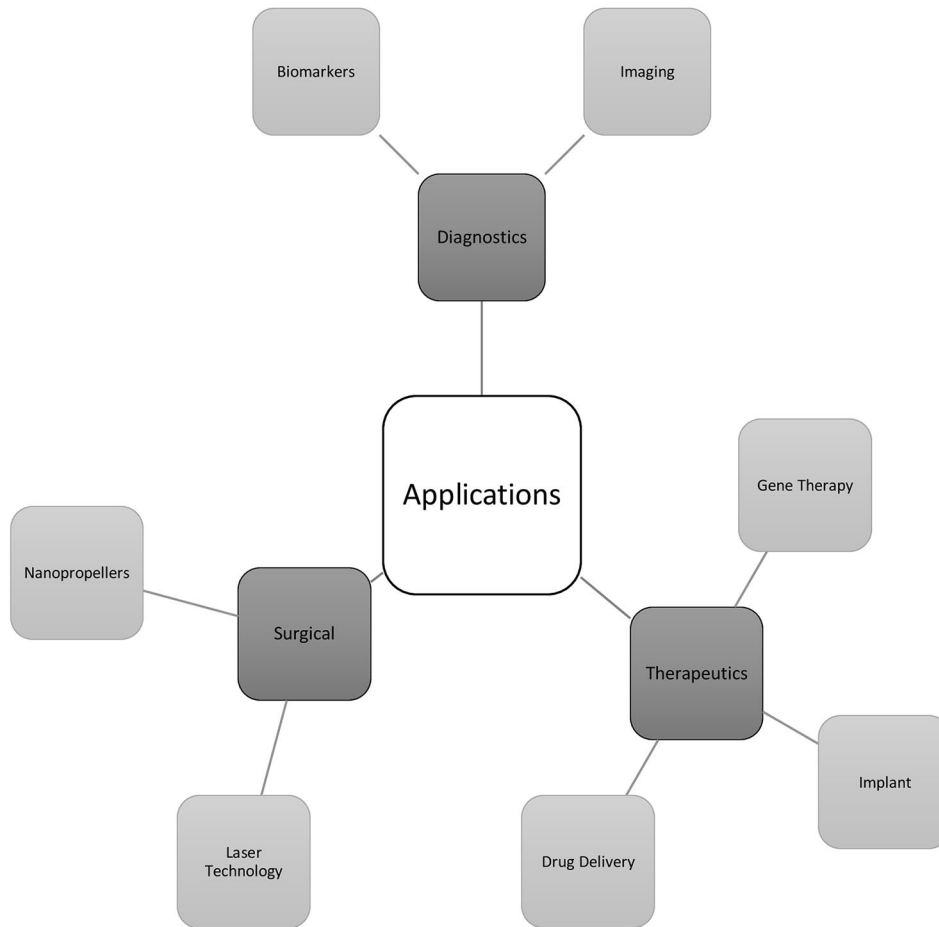 Biomarkers
Imaging
Diagnostics
Applications
Gene Therapy
Nanopropellers
Surgical
Therapeutics
Implant
Laser
Technology
Drug Delivery